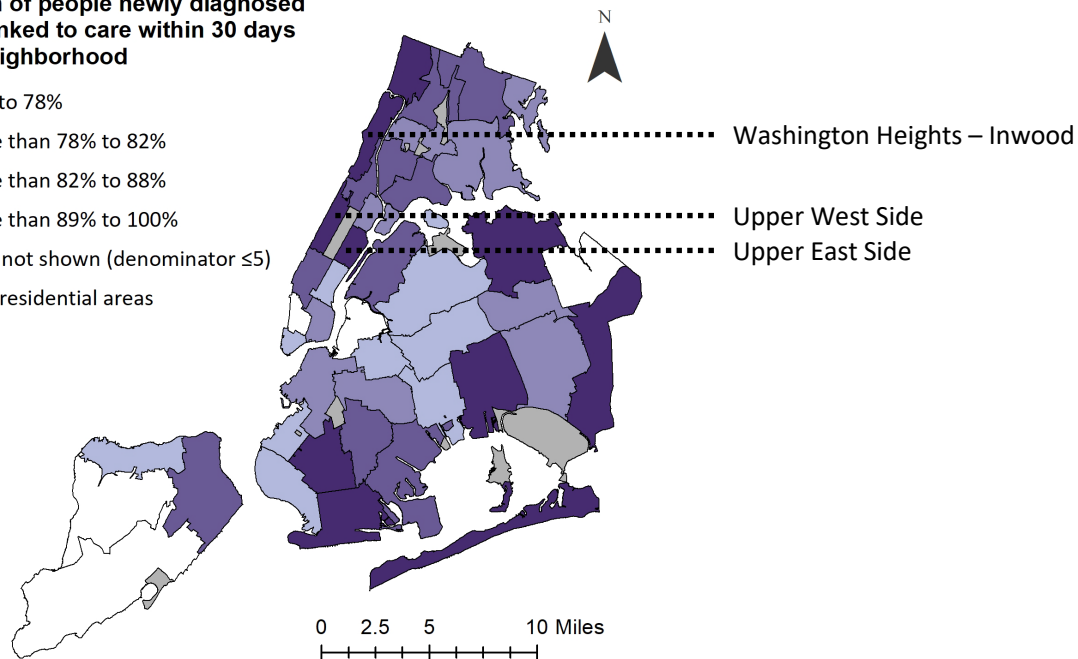 of people newly diagnosed
nked to care within 30 days
ighborhood
to 78%
than 78% to 82%
than 82% to 88%
than 89% to 100%
not shown (denominator ≤5)
residential areas
N
Washington Heights – Inwood
Upper West Side
Upper East Side
0 2.5 5 10 Miles